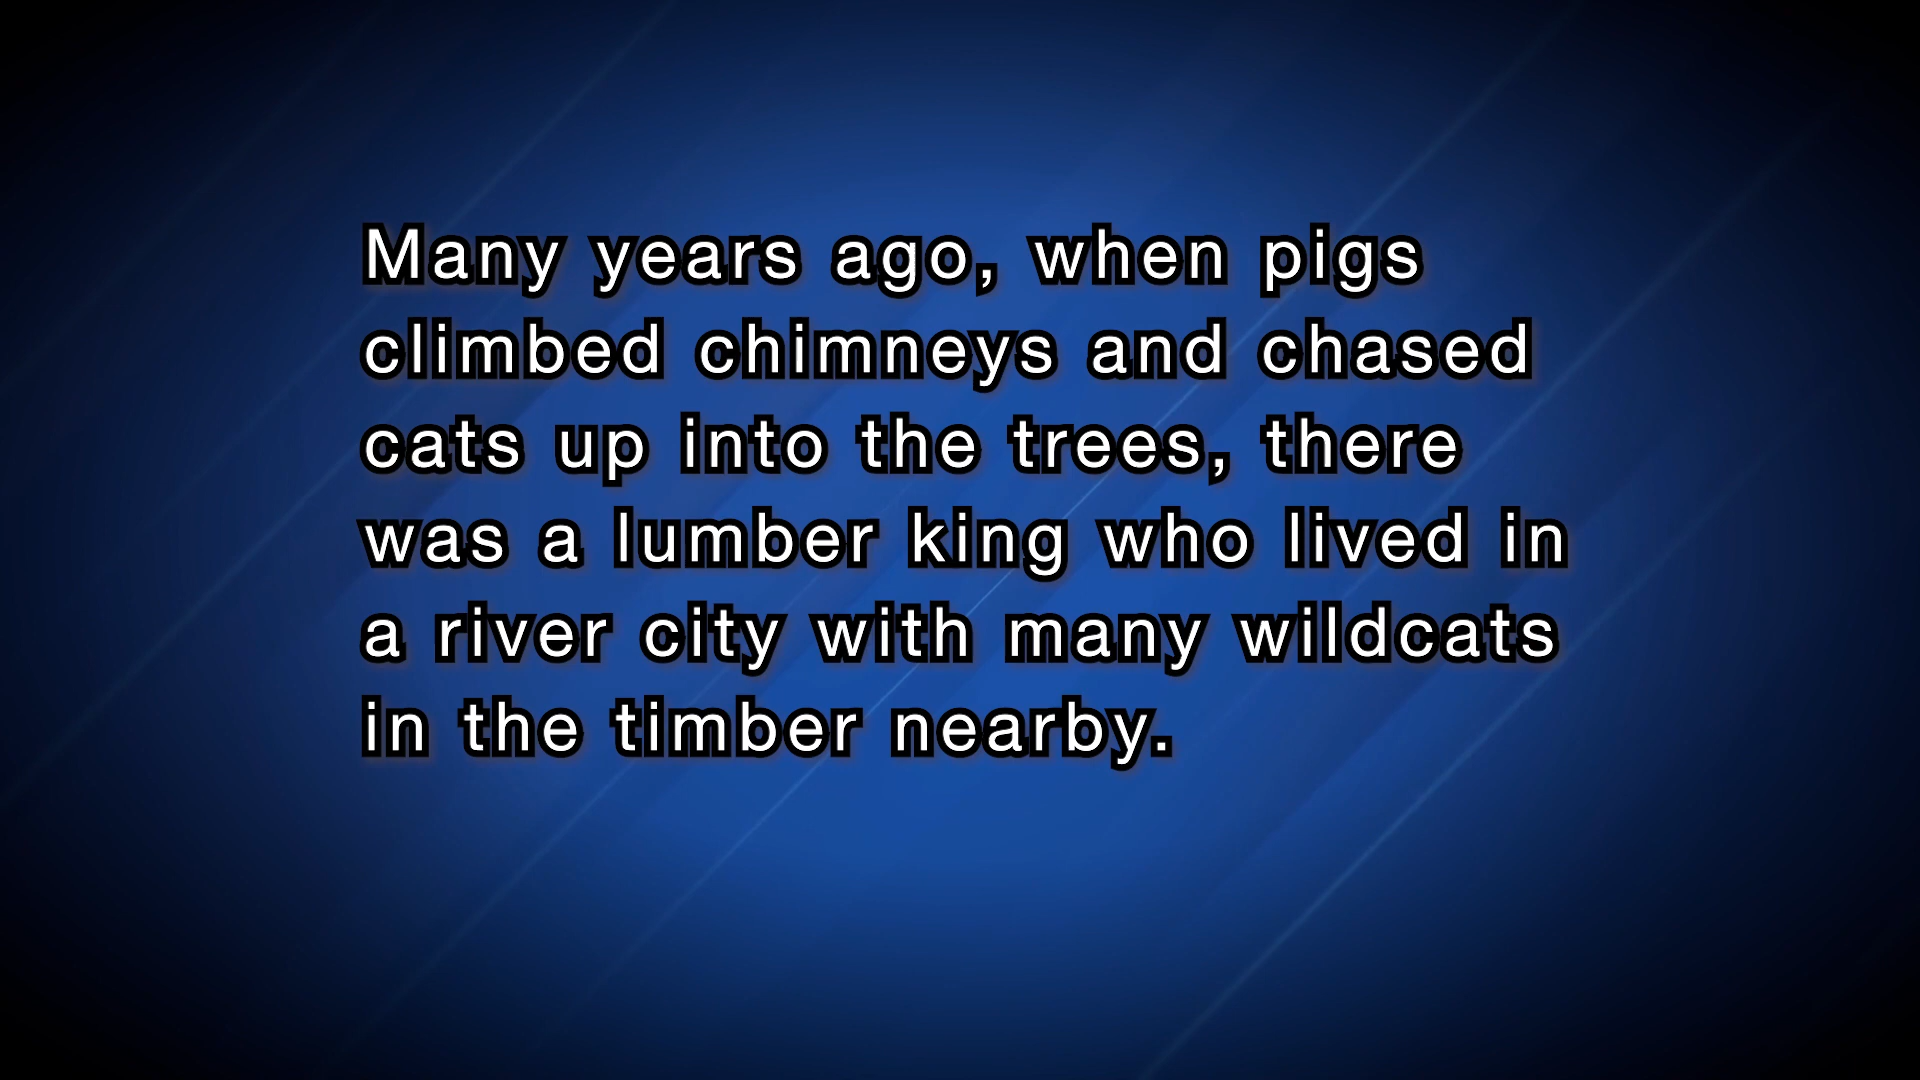 Many years ago, when pigs
climbed chimneys and chased
cats up into the trees, there
was a lumber king who lived in
a river city with many wildcats
in the timber nearby.